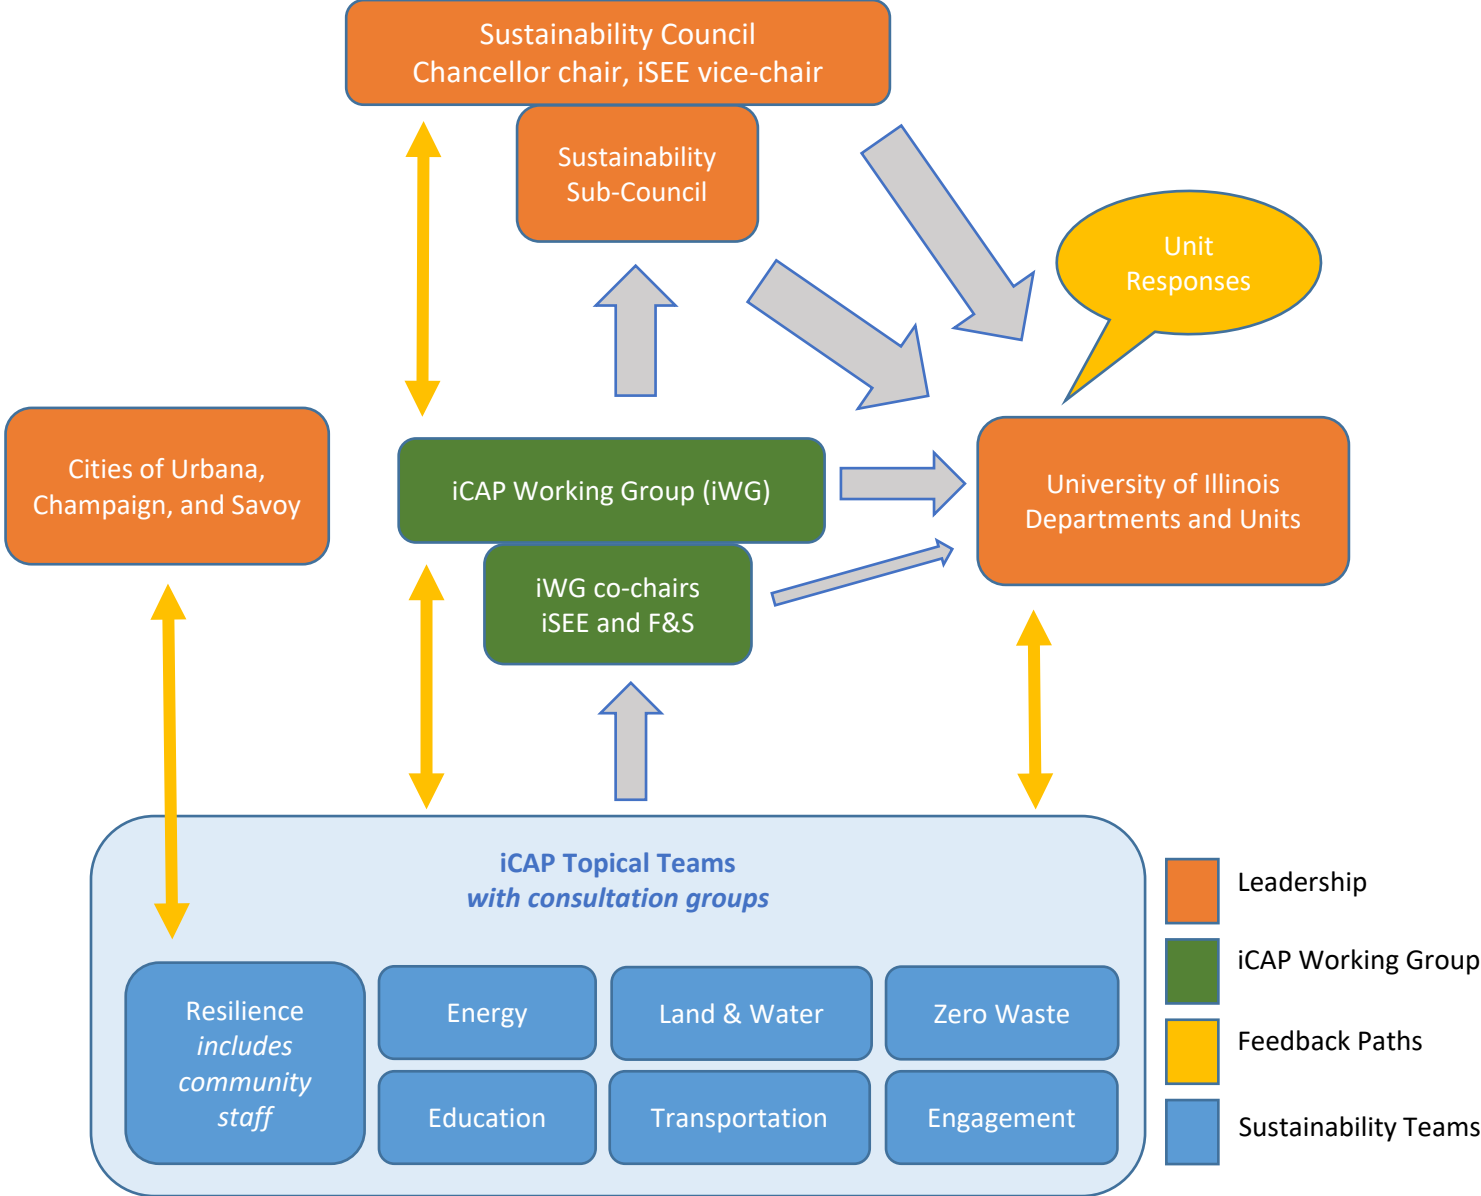 Sustainability Council
Chancellor chair, iSEE vice-chair
Sustainability
Sub-Council
Unit
Responses
Cities of Urbana,
Champaign, and Savoy
iCAP Working Group (iWG)
University of Illinois
Departments and Units
iWG co-chairs
iSEE and F&S
iCAP Topical Teams
with consultation groups
Resilience
includes
community
staff
Energy
Land & Water
Zero Waste
Education
Transportation
Engagement
Leadership
iCAP Working Group
Feedback Paths
Sustainability Teams